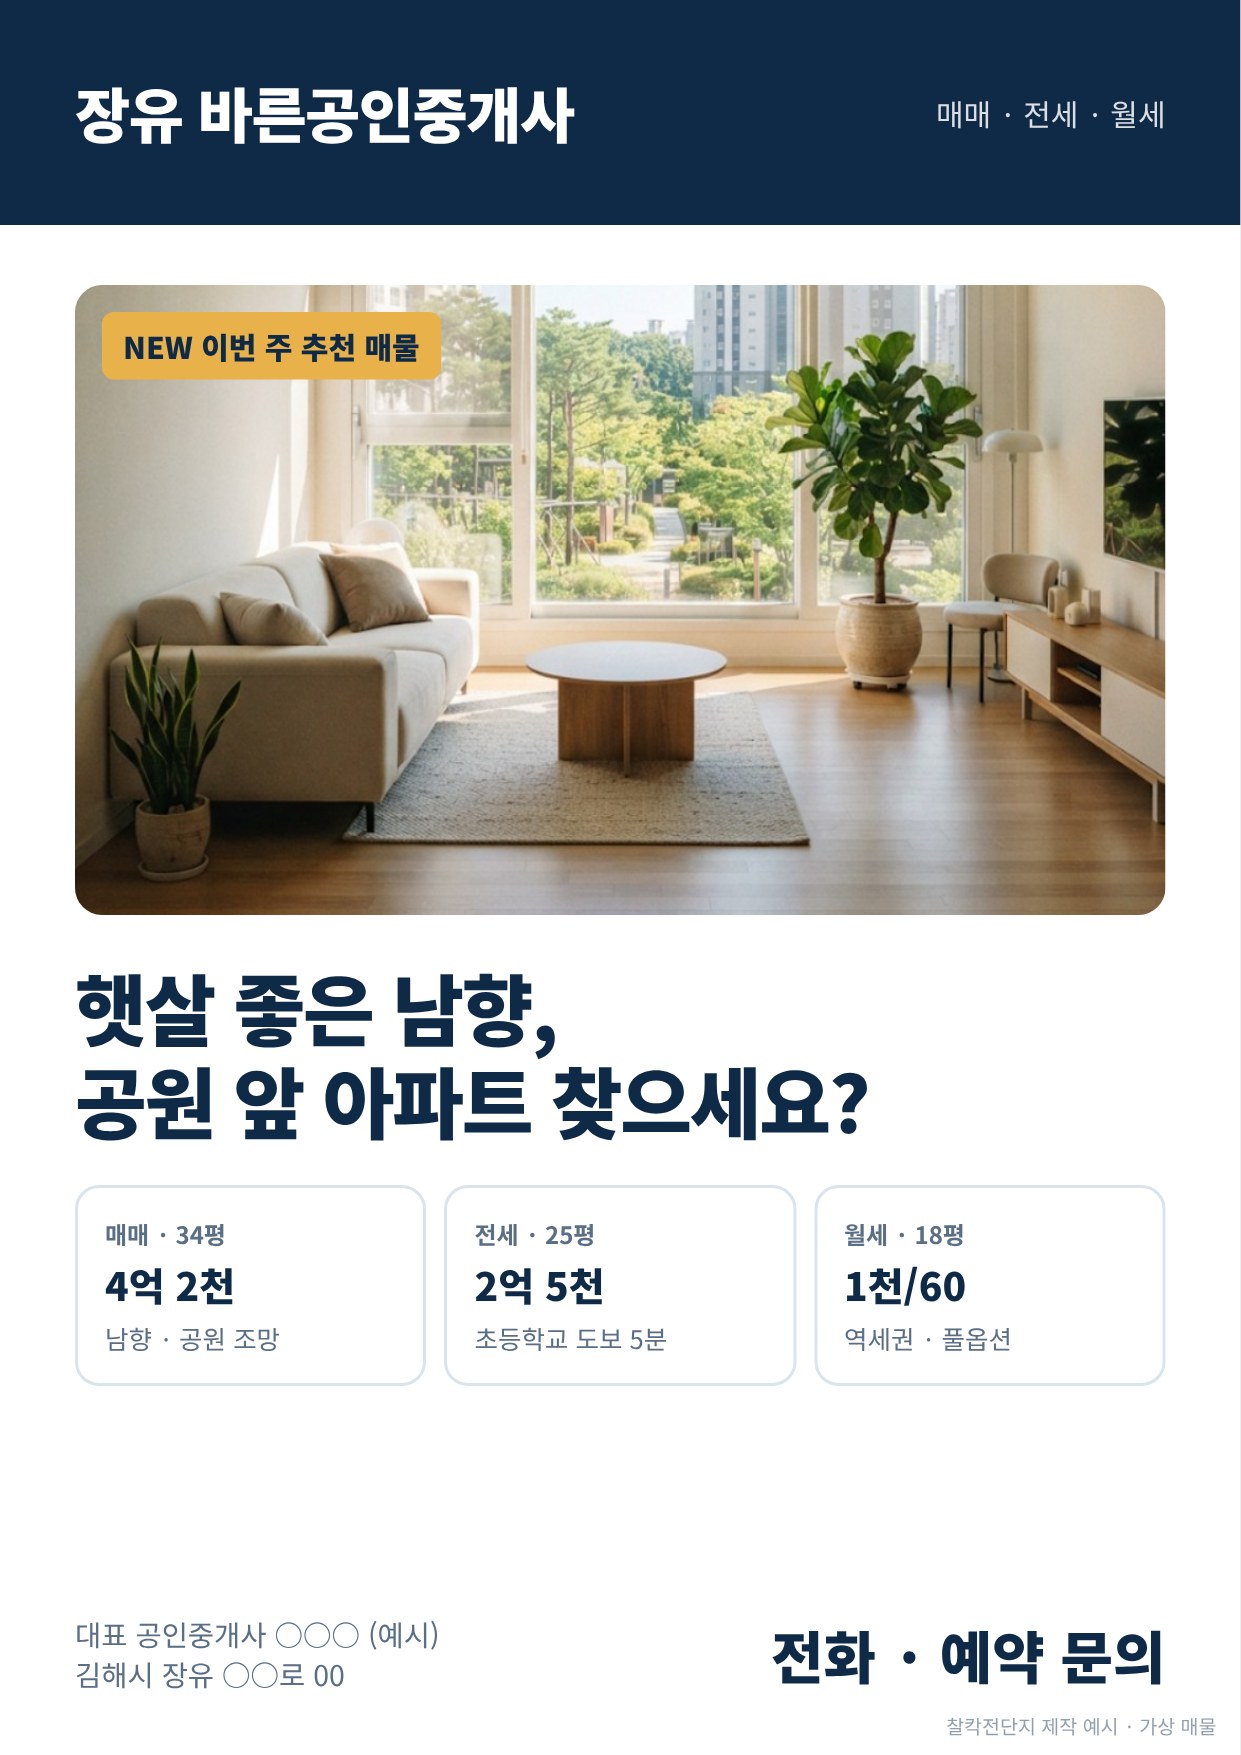 장유 바른공인중개사
매매 · 전세 · 월세
NEW 이번 주 추천 매물
햇살 좋은 남향,
공원 앞 아파트 찾으세요?
매매 · 34평
4억 2천
남향 · 공원 조망
전세 · 25평
2억 5천
초등학교 도보 5분
월세 · 18평
1천/60
역세권 · 풀옵션
대표 공인중개사 ○○○ (예시)
김해시 장유 ○○로 00
전화 · 예약 문의
찰칵전단지 제작 예시 · 가상 매물